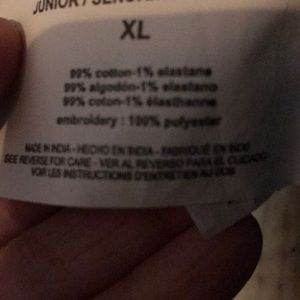 JUNIOR / SENOR
XL
99% cotton-1% elastane
99% algodón-1% elastano
99% coton-1% élasthanne
embroidery : 100% polyester
MADE IN INDIA - HECHO EN INDIA - FABRIQUÉ EN INDE
SEE REVERSE FOR CARE - VER AL REVERSO PARA EL CUIDADO
VOIR LES INSTRUCTIONS D'ENTRETIEN AU DOS